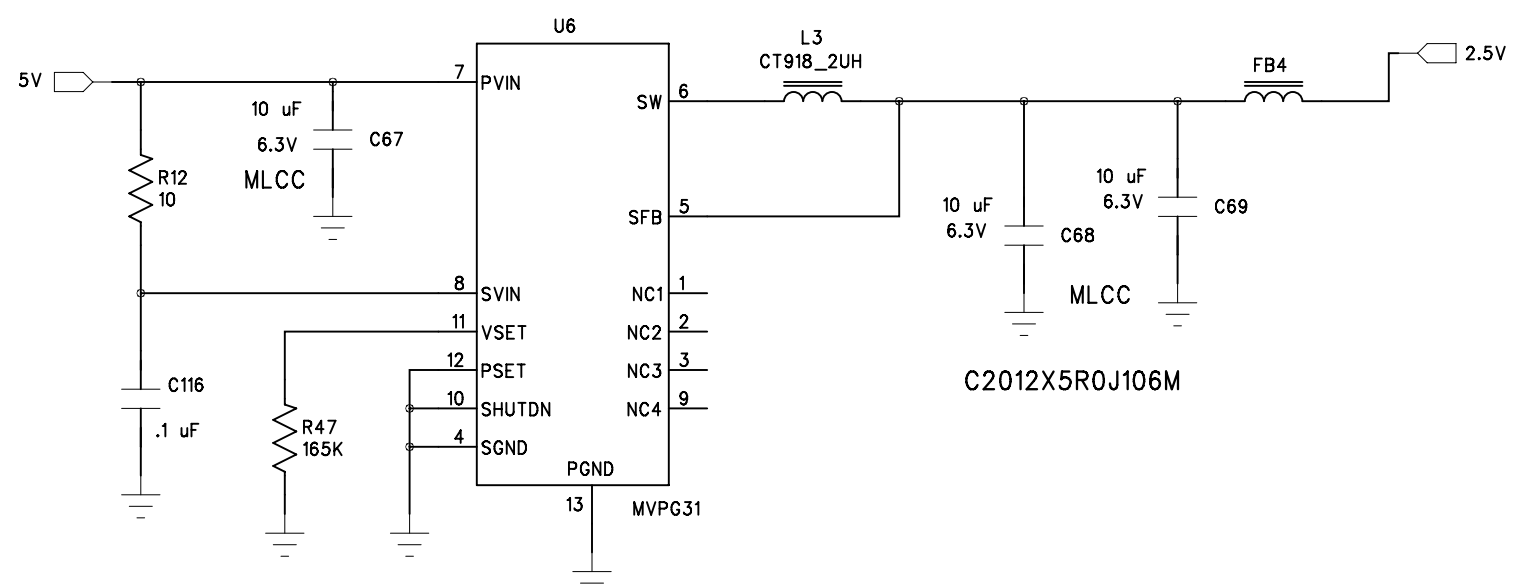 U6
5V
7
PVIN
10 uF
6.3V
C67
MLCC
R12
10
SW
6
L3
CT918_2UH
FB4
2.5V
SFB
5
10 uF
6.3V
C68
10 uF
6.3V
C69
MLCC
8
SVIN
11
VSET
12
PSET
10
SHUTDN
4
SGND
NC1
1
NC2
2
NC3
3
NC4
9
C2012X5R0J106M
C116
.1 uF
R47
165K
PGND
13
MVPG31